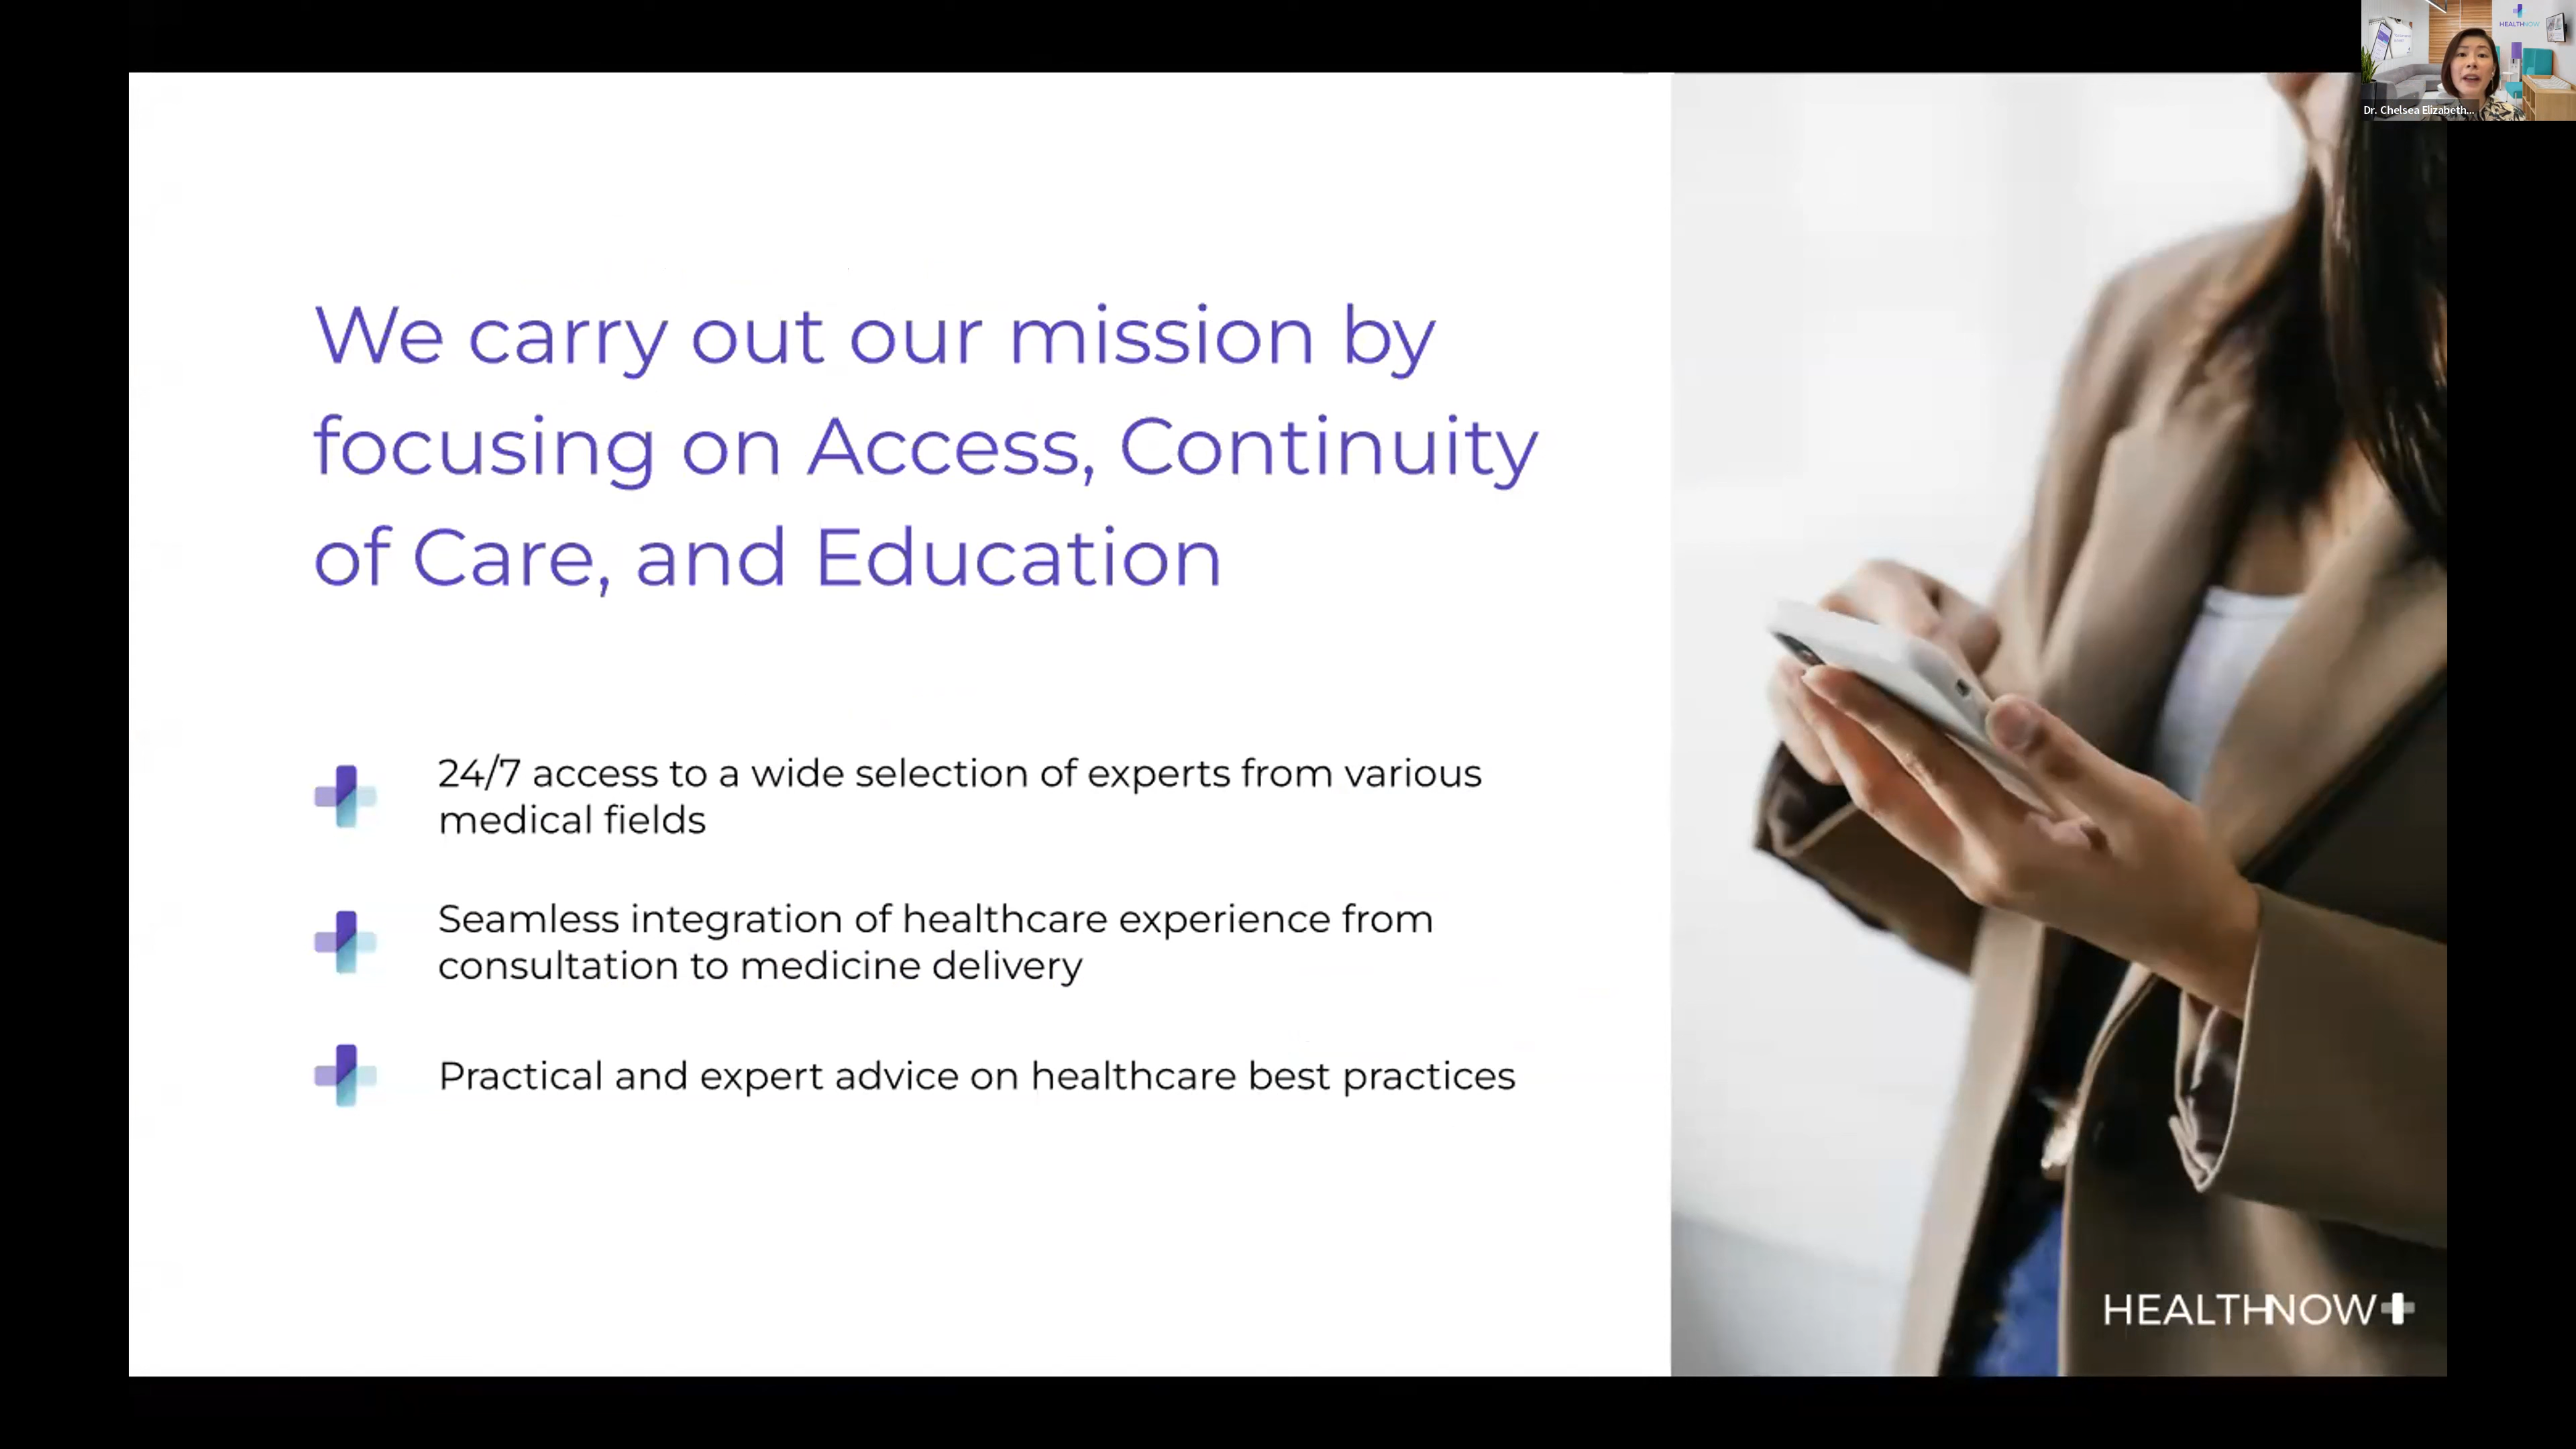 We carry out our mission by
focusing on Access, Continuity
of Care, and Education
24/7 access to a wide selection of experts from various
medical fields
Seamless integration of healthcare experience from
consultation to medicine delivery
Practical and expert advice on healthcare best practices
HEALTHNOW
HEALTHNOW
Dr. Chelsea Elizabeth...